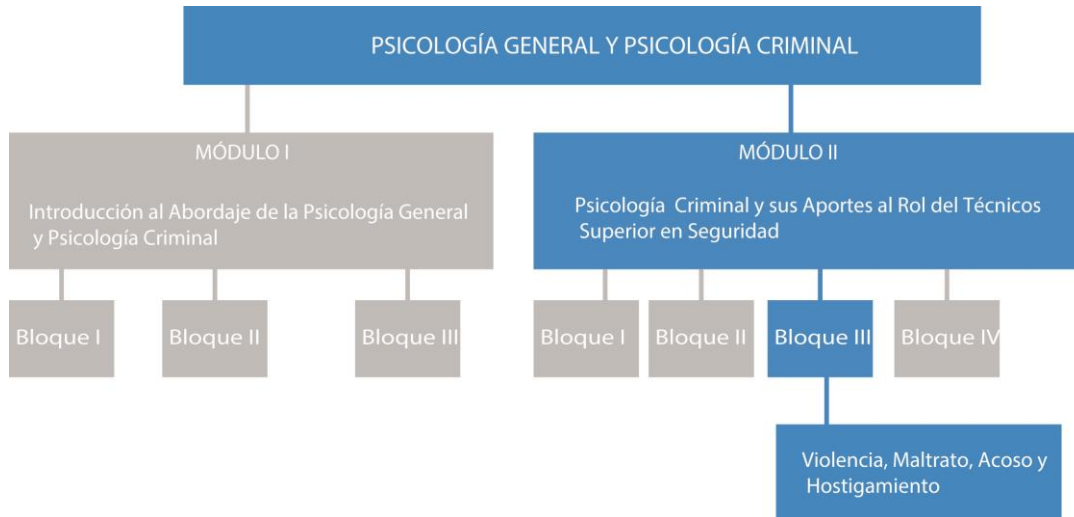 PSICOLOGÍA GENERAL Y PSICOLOGÍA CRIMINAL
MÓDULO I
Introducción al Abordaje de la Psicología General
y Psicología Criminal
MÓDULO II
Psicología Criminal y sus Aportes al Rol del Técnicos
Superior en Seguridad
Bloque I
Bloque II
Bloque III
Bloque I
Bloque II
Bloque III
Bloque IV
Violencia, Maltrato, Acoso y
Hostigamiento